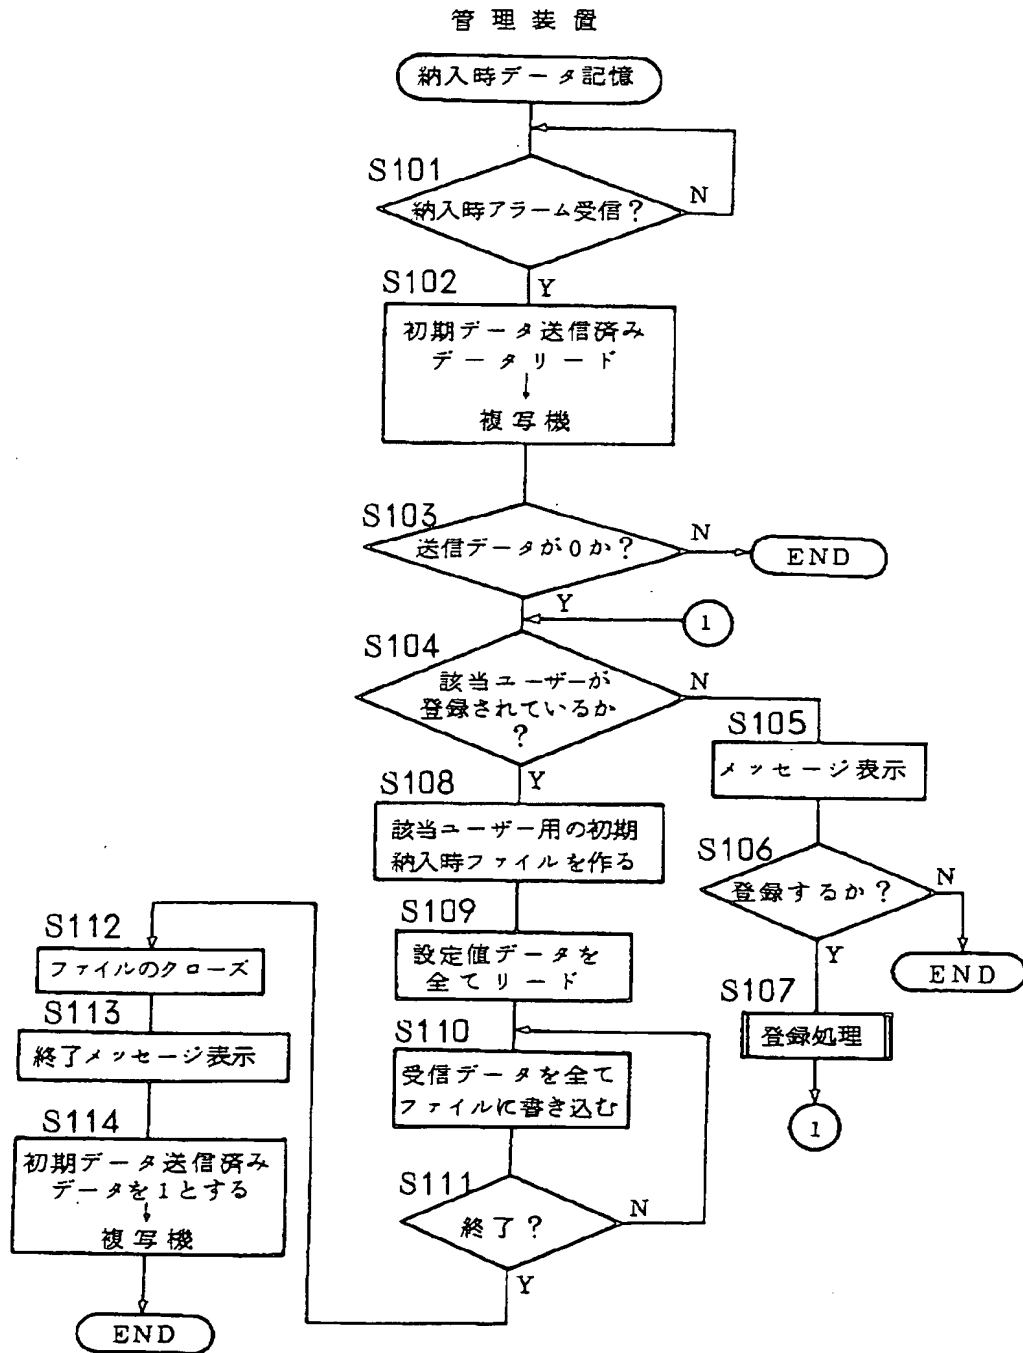 管理装置
納入時データ記憶
S101
納入時アラーム受信?
N
Y
S102
初期データ送信済み
データリード
複写機
S103
送信データが0か?
N
END
Y
1
S104
該当ユーザーが
登録されているか
?
N
Y
S105
メッセージ表示
S106
登録するか?
N
END
Y
S107
登録処理
1
S108
該当ユーザー用の初期
納入時ファイルを作る
S109
設定値データを
全てリード
S110
受信データを全て
ファイルに書き込む
S111
終了?
N
Y
S112
ファイルのクローズ
S113
終了メッセージ表示
S114
初期データ送信済み
データを1とする
複写機
END